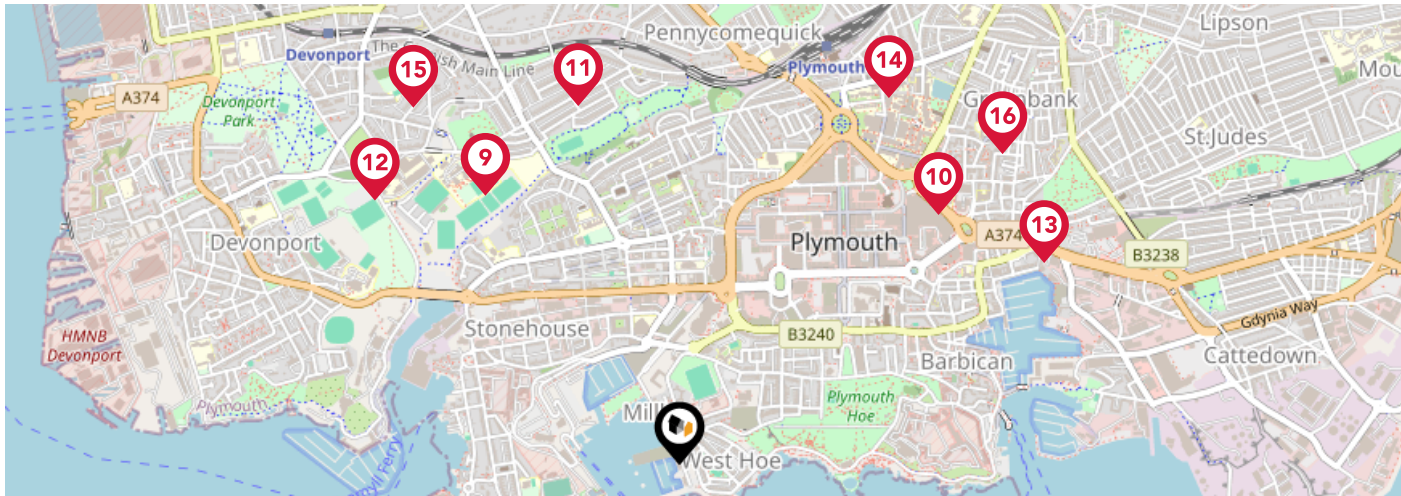 Lipson
Pennycomequick
Devonport
The Cornish Main Line
15
11
Plymouth
14
Mou
A374
Devonport
Park
Greenbank
16
St.Judes
12
9
10
Devonport
Plymouth
A374
13
B3238
HMNB
Devonport
Stonehouse
B3240
Gdynia Way
Barbican
Cattedown
Plymouth
Mill
Plymouth
Hoe
West Hoe
Ferry